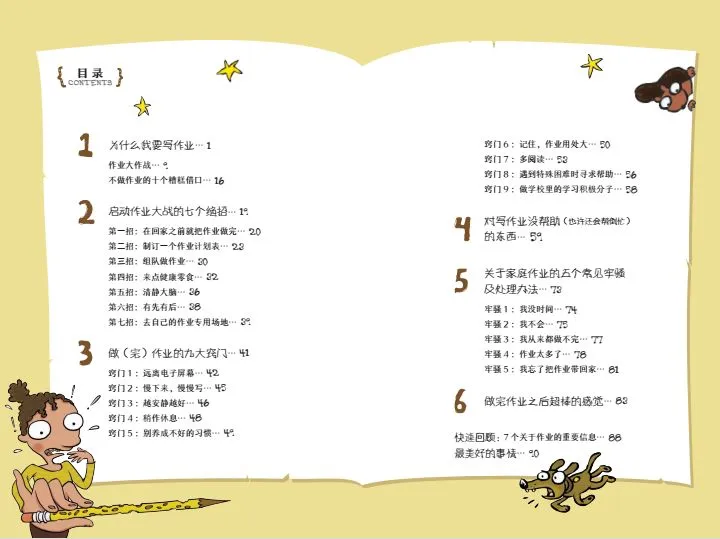 目录
CONTENTS
1 为什么我要写作业… 1
作业大作战… 9
不做作业的十个糟糕借口… 16
2 启动作业大战的七个绝招… 19
第一招：在回家之前就把作业做完… 20
第二招：制订一个作业计划表… 23
第三招：组队做作业… 30
第四招：来点健康零食… 32
第五招：清静大脑… 36
第六招：有先有后… 38
第七招：去自己的作业专用场地… 39
3 做（完）作业的九大窍门… 41
窍门1：远离电子屏幕… 42
窍门2：慢下来，慢慢写… 45
窍门3：越安静越好… 46
窍门4：稍作休息… 48
窍门5：别养成不好的习惯… 49
窍门6：记住，作业用处大… 50
窍门7：多阅读… 53
窍门8：遇到特殊困难时寻求帮助… 56
窍门9：做学校里的学习积极分子… 58
4 对写作业没帮助（也许还会帮倒忙）
的东西… 59
5 关于家庭作业的五个常见牢骚
及处理办法… 73
牢骚1：我没时间… 74
牢骚2：我不会… 75
牢骚3：我从来都做不完… 77
牢骚4：作业太多了… 78
牢骚5：我忘了把作业带回家… 81
6 做完作业之后超棒的感觉… 83
快速回顾：7个关于作业的重要信息… 88
最美好的事情… 90